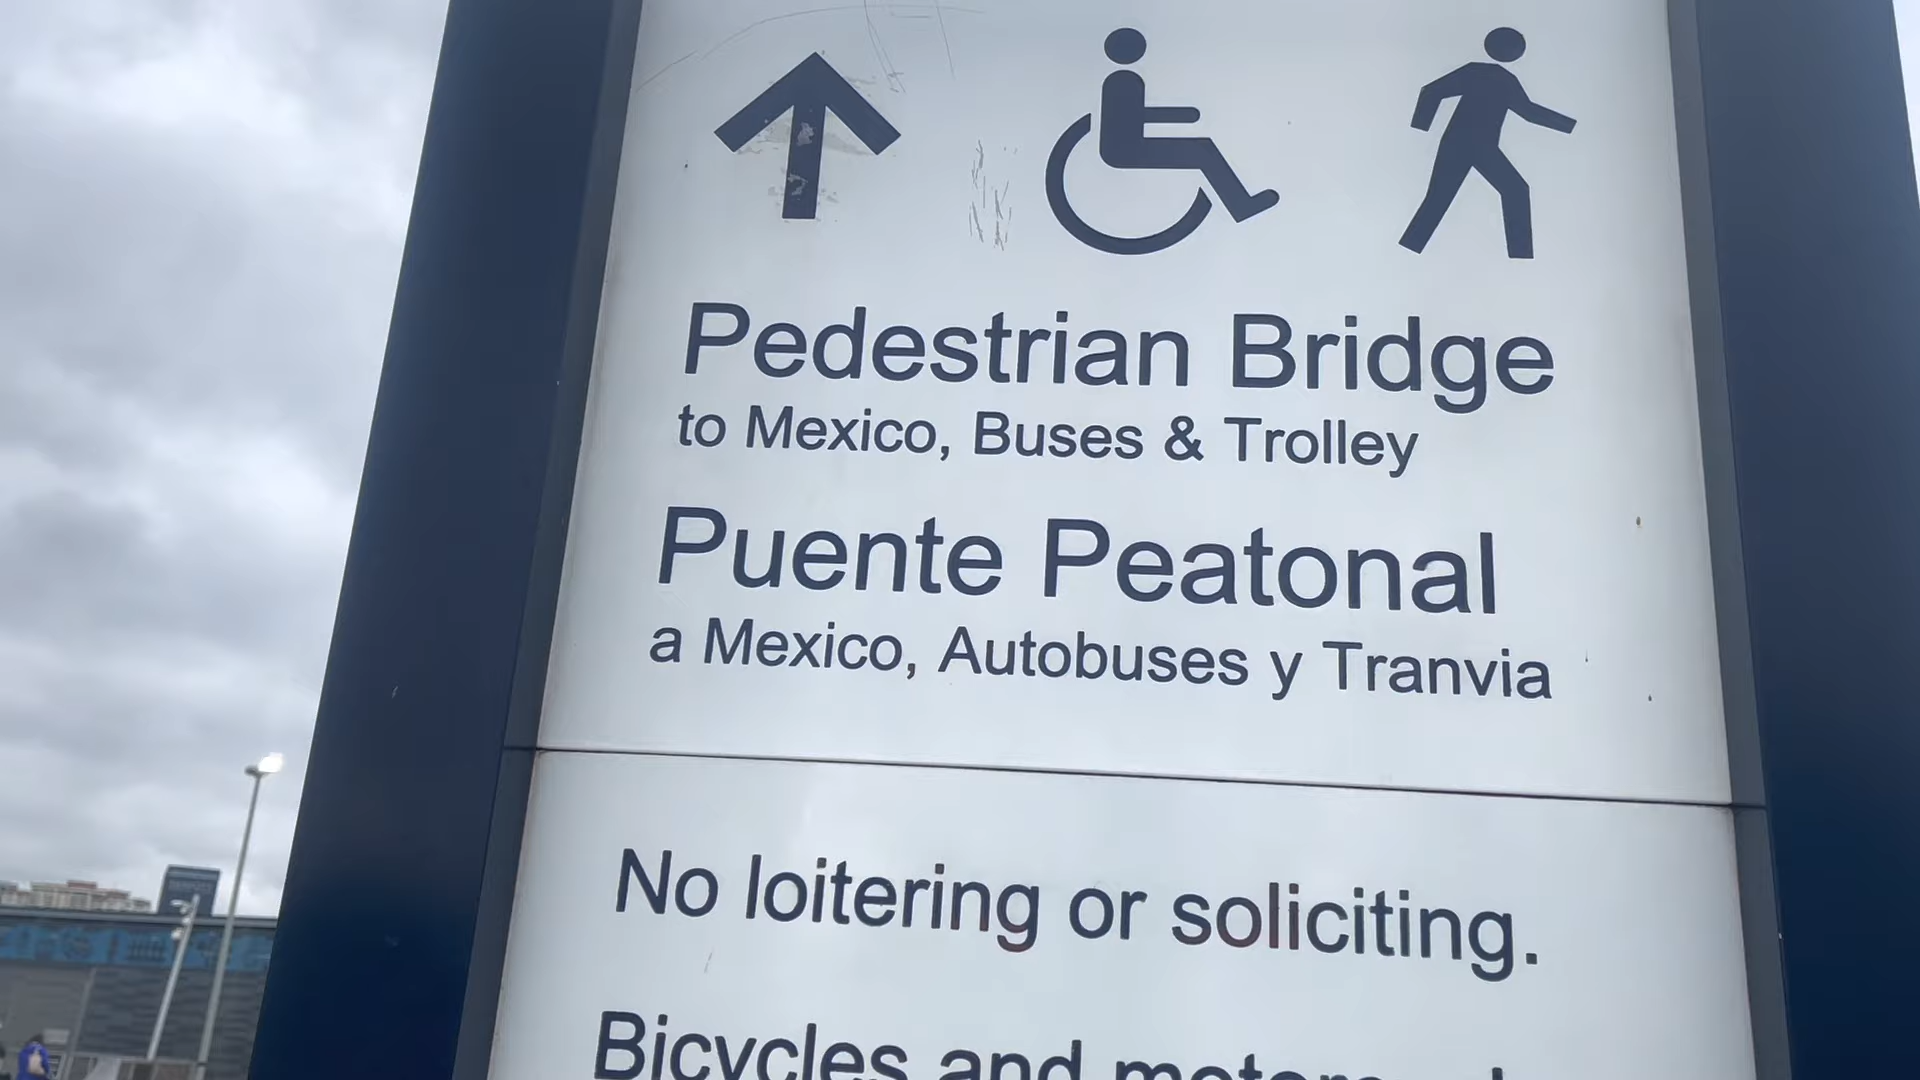 Pedestrian Bridge
to Mexico, Buses & Trolley
Puente Peatonal
a Mexico, Autobuses y Tranvia
No loitering or soliciting.
Bicycles and